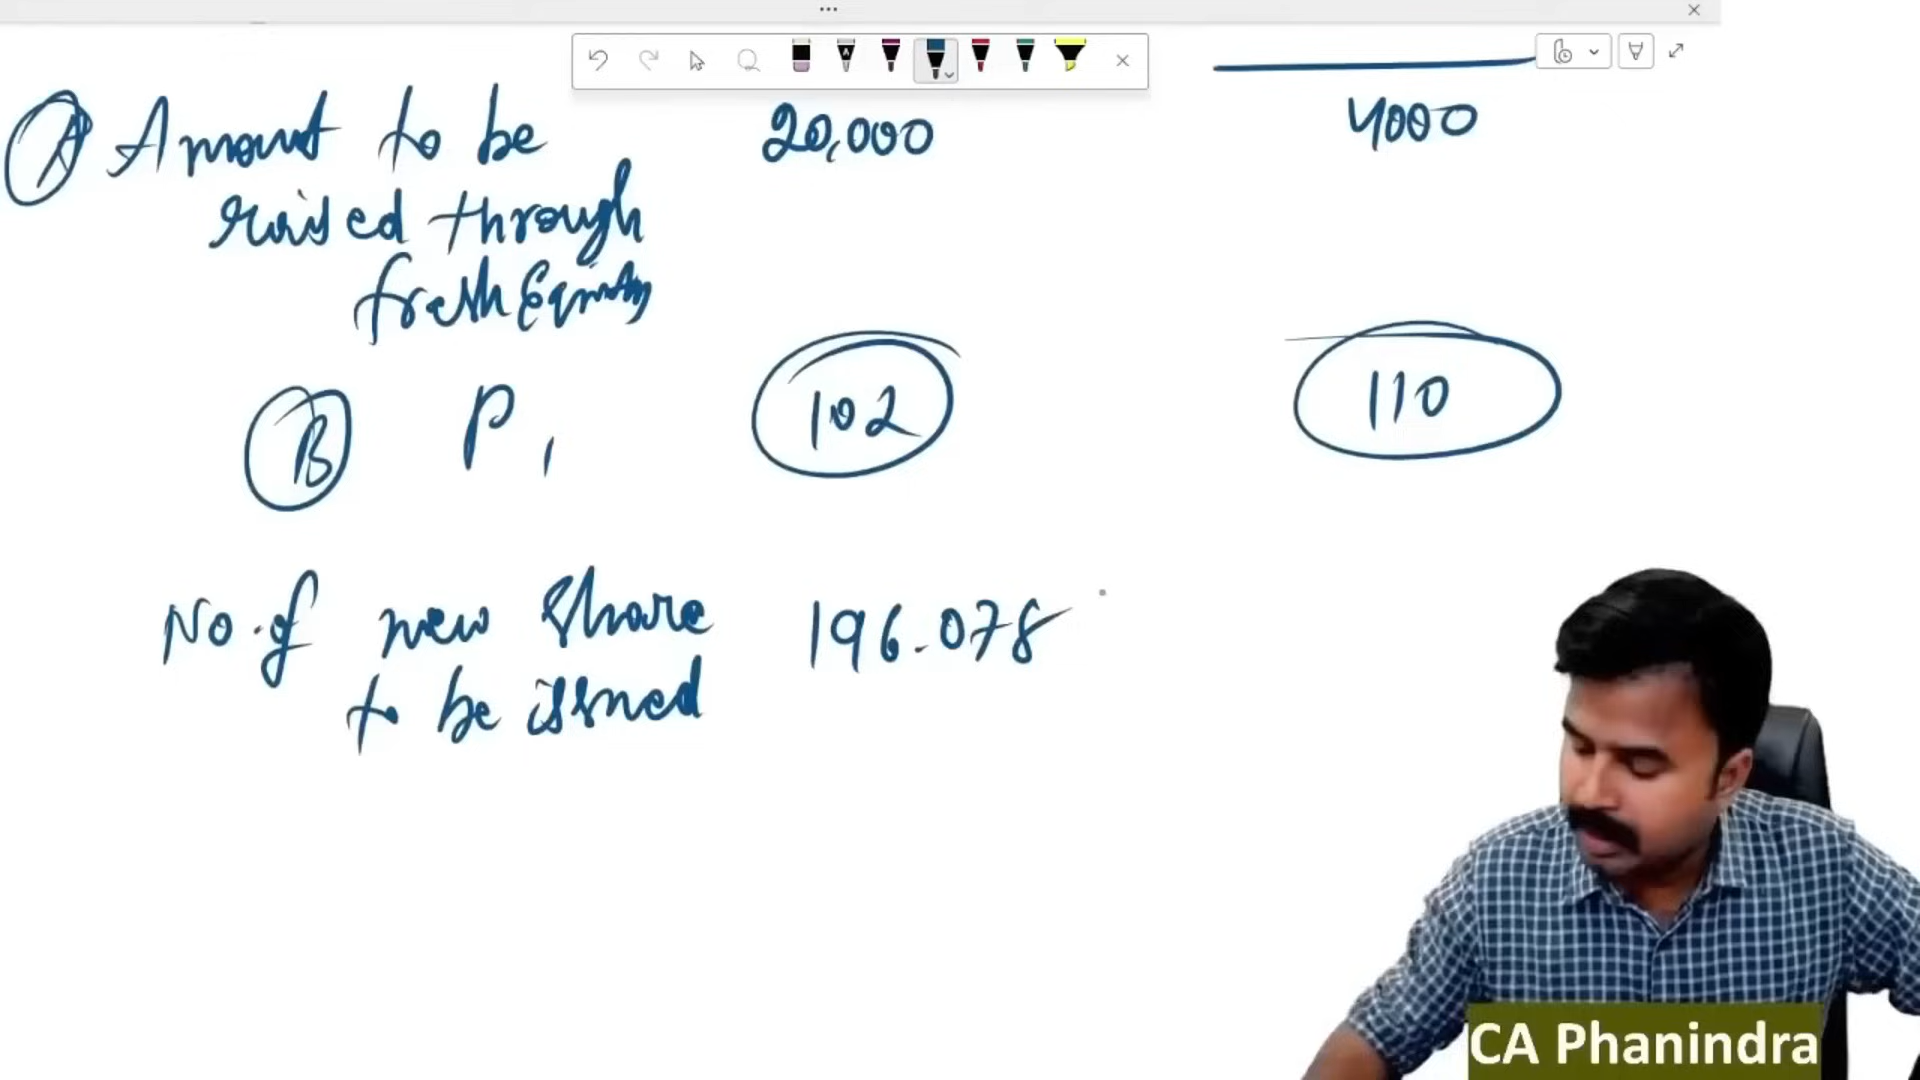 (A) Amount to be 20,000 4000
raised through
fresh Equity
(B) P1 102 110
No. of new share 196.078
to be issued
CA Phanindra